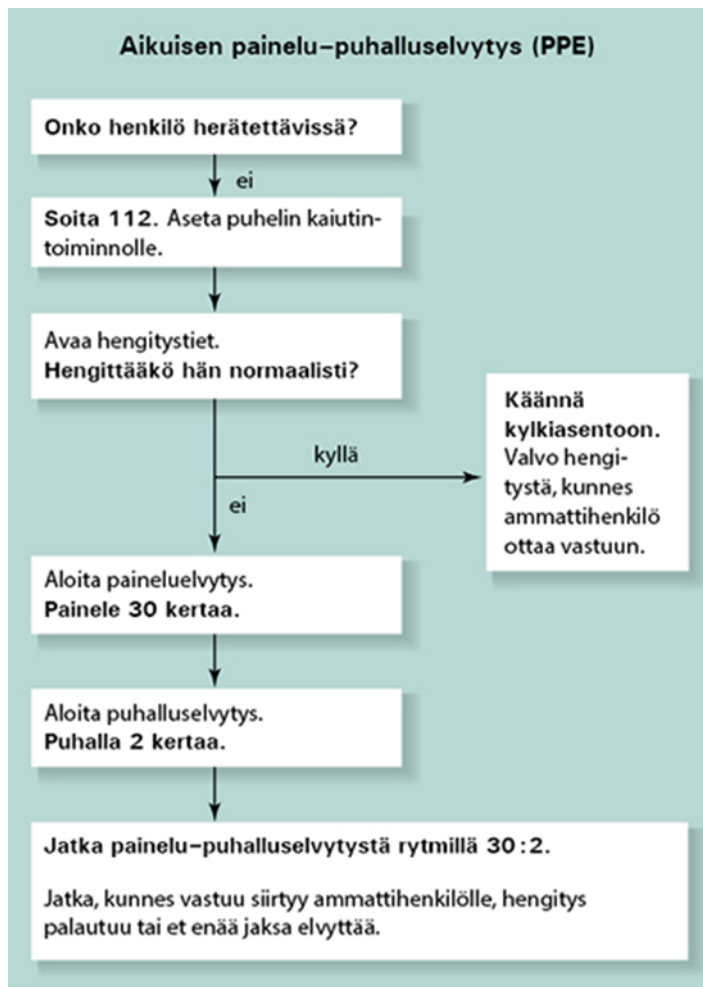 Aikuisen painelu–puhalluselvytys (PPE)
Onko henkilö herätettävissä?
ei
Soita 112. Aseta puhelin kaiutin-
toiminnolle.
Avaa hengitystiet.
Hengittääkö hän normaalisti?
kyllä
Käännä
kylkiasentoon.
Valvo hengi-
tystä, kunnes
ammattihenkilö
ottaa vastuun.
ei
Aloita paineluelvytys.
Painele 30 kertaa.
Aloita puhalluselvytys.
Puhalla 2 kertaa.
Jatka painelu–puhalluselvytystä rytmillä 30:2.
Jatka, kunnes vastuu siirtyy ammattihenkilölle, hengitys
palautuu tai et enää jaksa elvyttää.